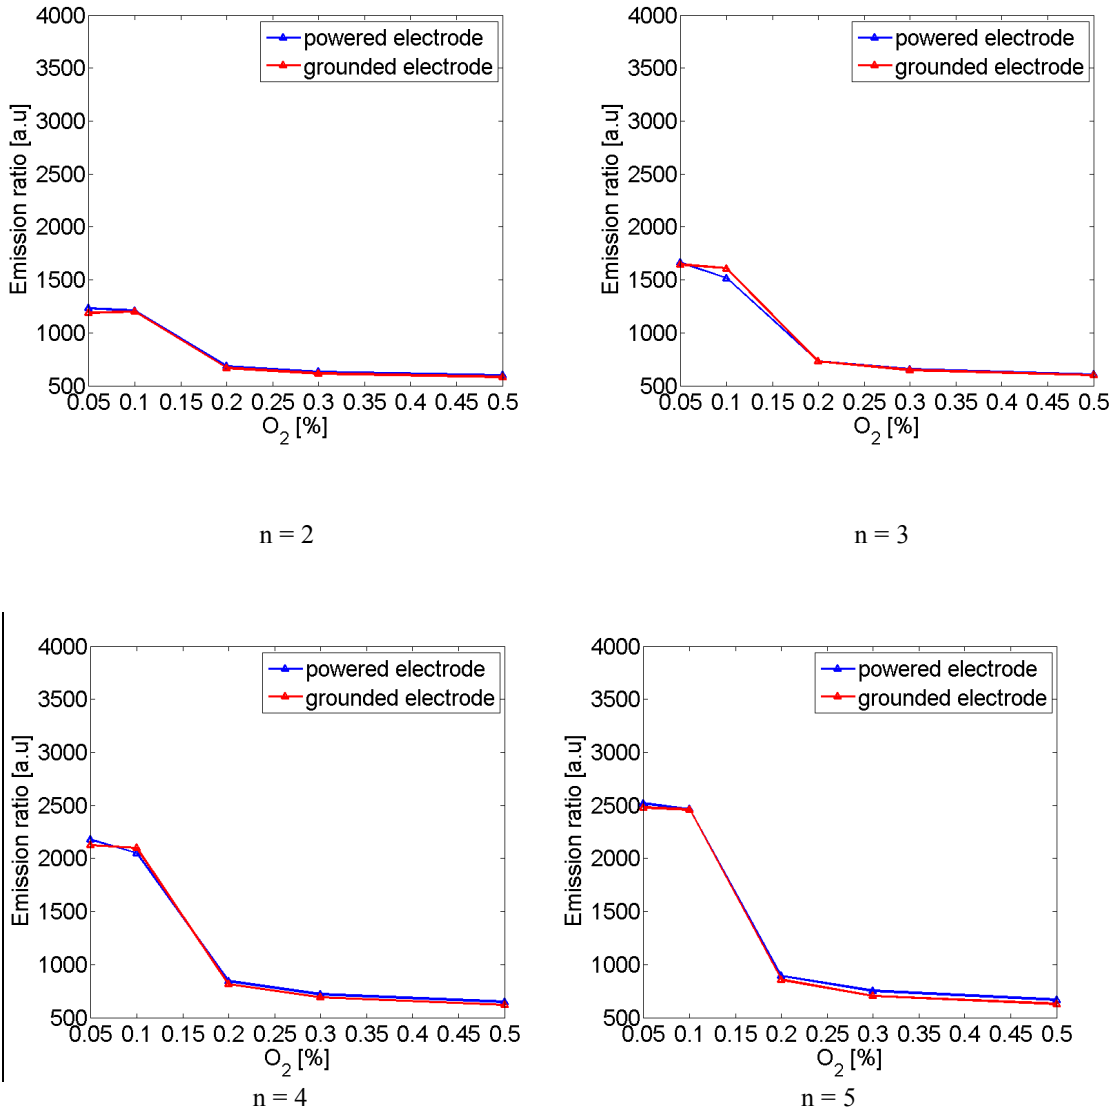 4000
3500
3000
2500
2000
1500
1000
500
Emission ratio [a.u]
powered electrode
grounded electrode
0.05 0.1 0.15 0.2 0.25 0.3 0.35 0.4 0.45 0.5
O2 [%]
n = 2
4000
3500
3000
2500
2000
1500
1000
500
Emission ratio [a.u]
powered electrode
grounded electrode
0.05 0.1 0.15 0.2 0.25 0.3 0.35 0.4 0.45 0.5
O2 [%]
n = 3
4000
3500
3000
2500
2000
1500
1000
500
Emission ratio [a.u]
powered electrode
grounded electrode
0.05 0.1 0.15 0.2 0.25 0.3 0.35 0.4 0.45 0.5
O2 [%]
n = 4
4000
3500
3000
2500
2000
1500
1000
500
Emission ratio [a.u]
powered electrode
grounded electrode
0.05 0.1 0.15 0.2 0.25 0.3 0.35 0.4 0.45 0.5
O2 [%]
n = 5